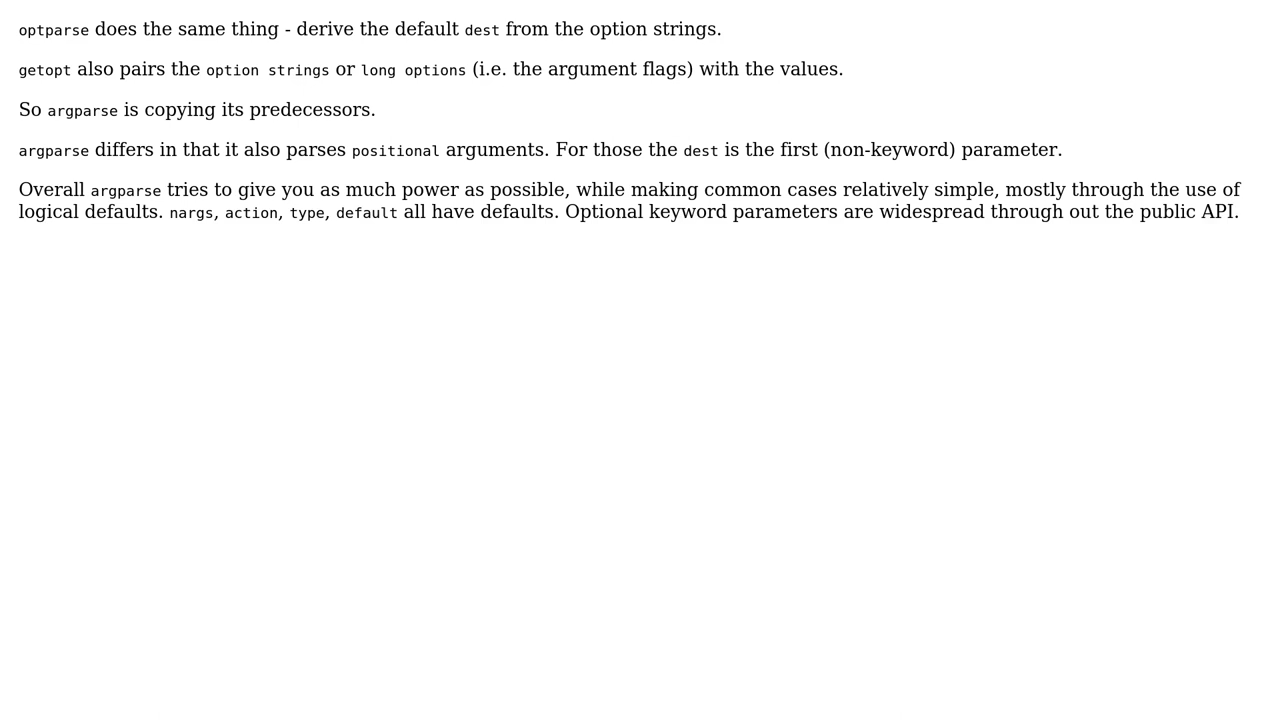 optparse does the same thing - derive the default dest from the option strings.
getopt also pairs the option strings or long options (i.e. the argument flags) with the values.
So argparse is copying its predecessors.
argparse differs in that it also parses positional arguments. For those the dest is the first (non-keyword) parameter.
Overall argparse tries to give you as much power as possible, while making common cases relatively simple, mostly through the use of
logical defaults. nargs, action, type, default all have defaults. Optional keyword parameters are widespread through out the public API.